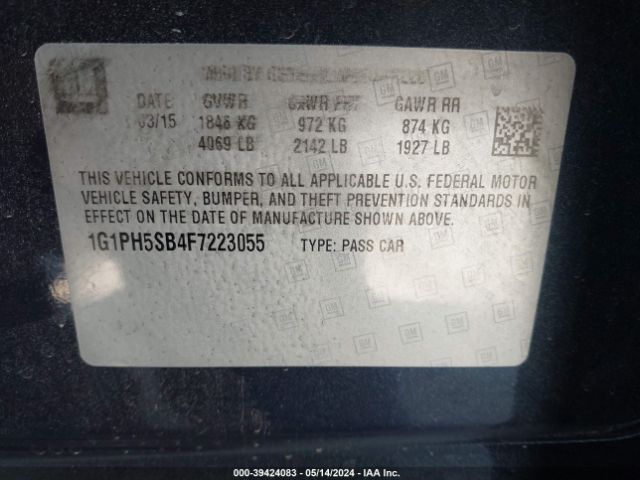 GM
DATE GVWR GAWR FRT GAWR RR
03/15 1846 KG 972 KG 874 KG
4069 LB 2142 LB 1927 LB
THIS VEHICLE CONFORMS TO ALL APPLICABLE U.S. FEDERAL MOTOR
VEHICLE SAFETY, BUMPER, AND THEFT PREVENTION STANDARDS IN
EFFECT ON THE DATE OF MANUFACTURE SHOWN ABOVE.
1G1PH5SB4F7223055 TYPE: PASS CAR
000-39424083 - 05/14/2024 - IAA Inc.